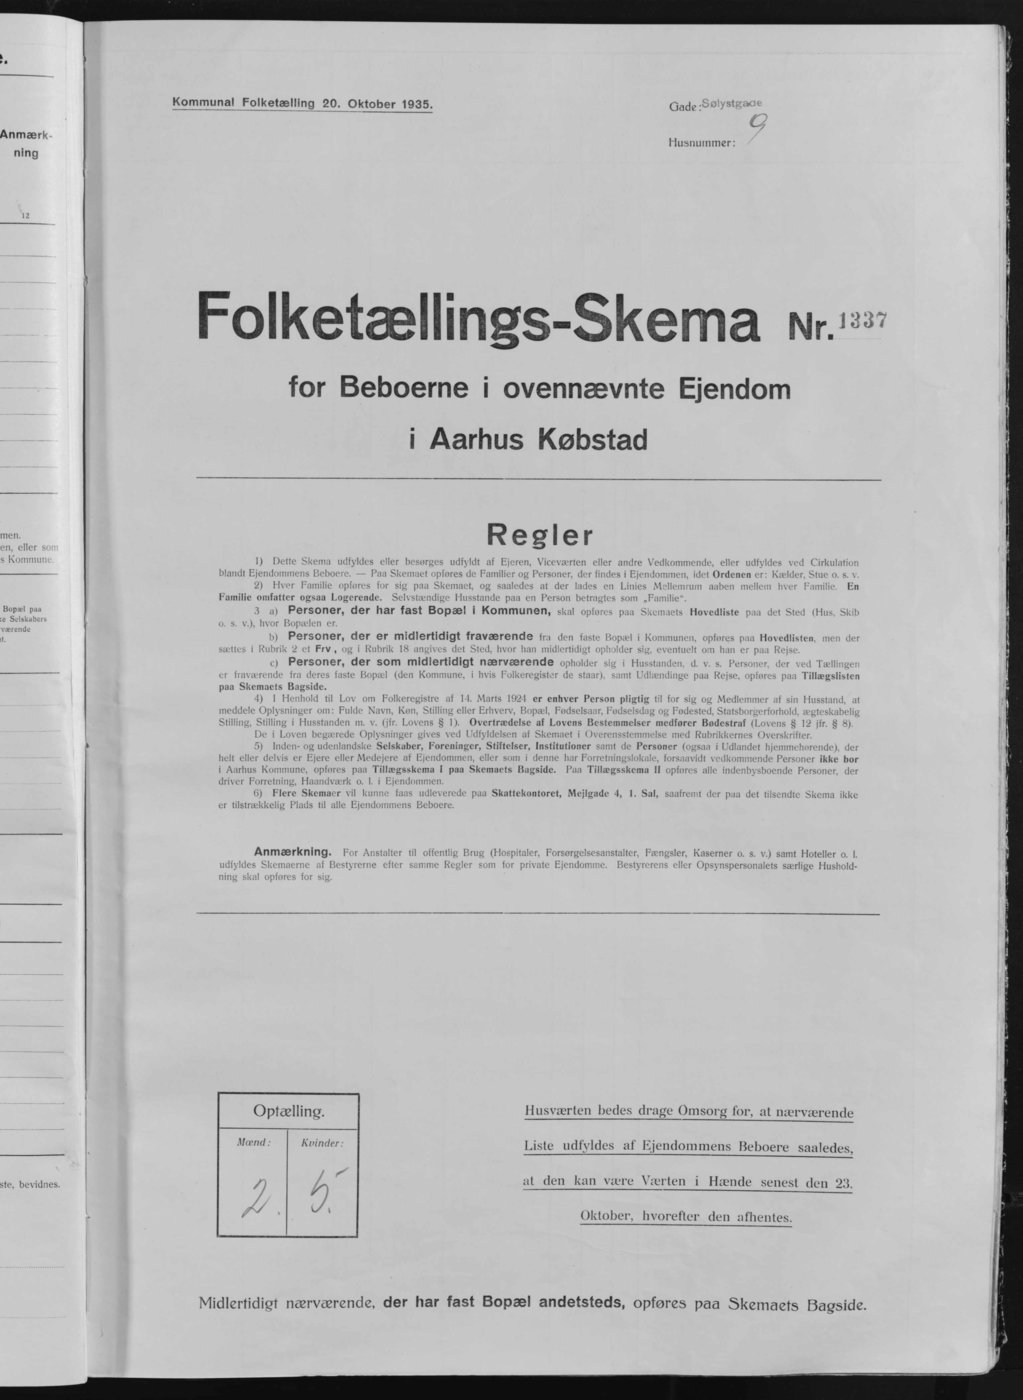 Anmærk-
ning
12
men.
en, eller som
s Kommune.
Bopæl paa
ke Selskabers
værende
t.
ste, bevidnes.
Kommunal Folketælling 20. Oktober 1935.
Gade: Sølystgade
Husnummer: 9
Folketællings-Skema Nr. 1337
for Beboerne i ovennævnte Ejendom
i Aarhus Købstad
Regler
1) Dette Skema udfyldes eller besørges udfyldt af Ejeren, Viceværten eller andre Vedkommende, eller udfyldes ved Cirkulation
blandt Ejendommens Beboere. — Paa Skemaet opføres de Familier og Personer, der findes i Ejendommen, idet Ordenen er: Kælder, Stue o. s. v.
2) Hver Familie opføres for sig paa Skemaet, og saaledes at der lades en Linies Mellemrum aaben mellem hver Familie. En
Familie omfatter ogsaa Logerende. Selvstændige Husstande paa en Person betragtes som „Familie“.
3 a) Personer, der har fast Bopæl i Kommunen, skal opføres paa Skemaets Hovedliste paa det Sted (Hus, Skib
o. s. v.), hvor Bopælen er.
b) Personer, der er midlertidigt fraværende fra den faste Bopæl i Kommunen, opføres paa Hovedlisten, men der
sættes i Rubrik 2 et Frv, og i Rubrik 18 angives det Sted, hvor han midlertidigt opholder sig, eventuelt om han er paa Rejse.
c) Personer, der som midlertidigt nærværende opholder sig i Husstanden, d. v. s. Personer, der ved Tællingen
er fraværende fra deres faste Bopæl (den Kommune, i hvis Folkeregister de staar), samt Udlændinge paa Rejse, opføres paa Tillægslisten
paa Skemaets Bagside.
4) I Henhold til Lov om Folkeregistre af 14. Marts 1924 er enhver Person pligtig til for sig og Medlemmer af sin Husstand, at
meddele Oplysninger om: Fulde Navn, Køn, Stilling eller Erhverv, Bopæl, Fødselsaar, Fødselsdag og Fødested, Statsborgerforhold, ægteskabelig
Stilling, Stilling i Husstanden m. v. (jfr. Lovens § 1). Overtrædelse af Lovens Bestemmelser medfører Bødestraf (Lovens § 12 jfr. § 8).
De i Loven begærede Oplysninger gives ved Udfyldelsen af Skemaet i Overensstemmelse med Rubrikkernes Overskrifter.
5) Inden- og udenlandske Selskaber, Foreninger, Stiftelser, Institutioner samt de Personer (ogsaa i Udlandet hjemmehørende), der
helt eller delvis er Ejere eller Medejere af Ejendommen, eller som i denne har Forretningslokale, forsaavidt vedkommende Personer ikke bor
i Aarhus Kommune, opføres paa Tillægsskema I paa Skemaets Bagside. Paa Tillægsskema II opføres alle indenbysboende Personer, der
driver Forretning, Haandværk o. l. i Ejendommen.
6) Flere Skemaer vil kunne faas udleverede paa Skattekontoret, Mejlgade 4, 1. Sal, saafremt der paa det tilsendte Skema ikke
er tilstrækkelig Plads til alle Ejendommens Beboere.
Anmærkning. For Anstalter til offentlig Brug (Hospitaler, Forsørgelsesanstalter, Fængsler, Kaserner o. s. v.) samt Hoteller o. l.
udfyldes Skemaerne af Bestyrerne efter samme Regler som for private Ejendomme. Bestyrerens eller Opsynspersonalets særlige Hushold-
ning skal opføres for sig.
Optælling.
Mænd: Kvinder:
2. 5.
Husværten bedes drage Omsorg for, at nærværende
Liste udfyldes af Ejendommens Beboere saaledes,
at den kan være Værten i Hænde senest den 23.
Oktober, hvorefter den afhentes.
Midlertidigt nærværende, der har fast Bopæl andetsteds, opføres paa Skemaets Bagside.